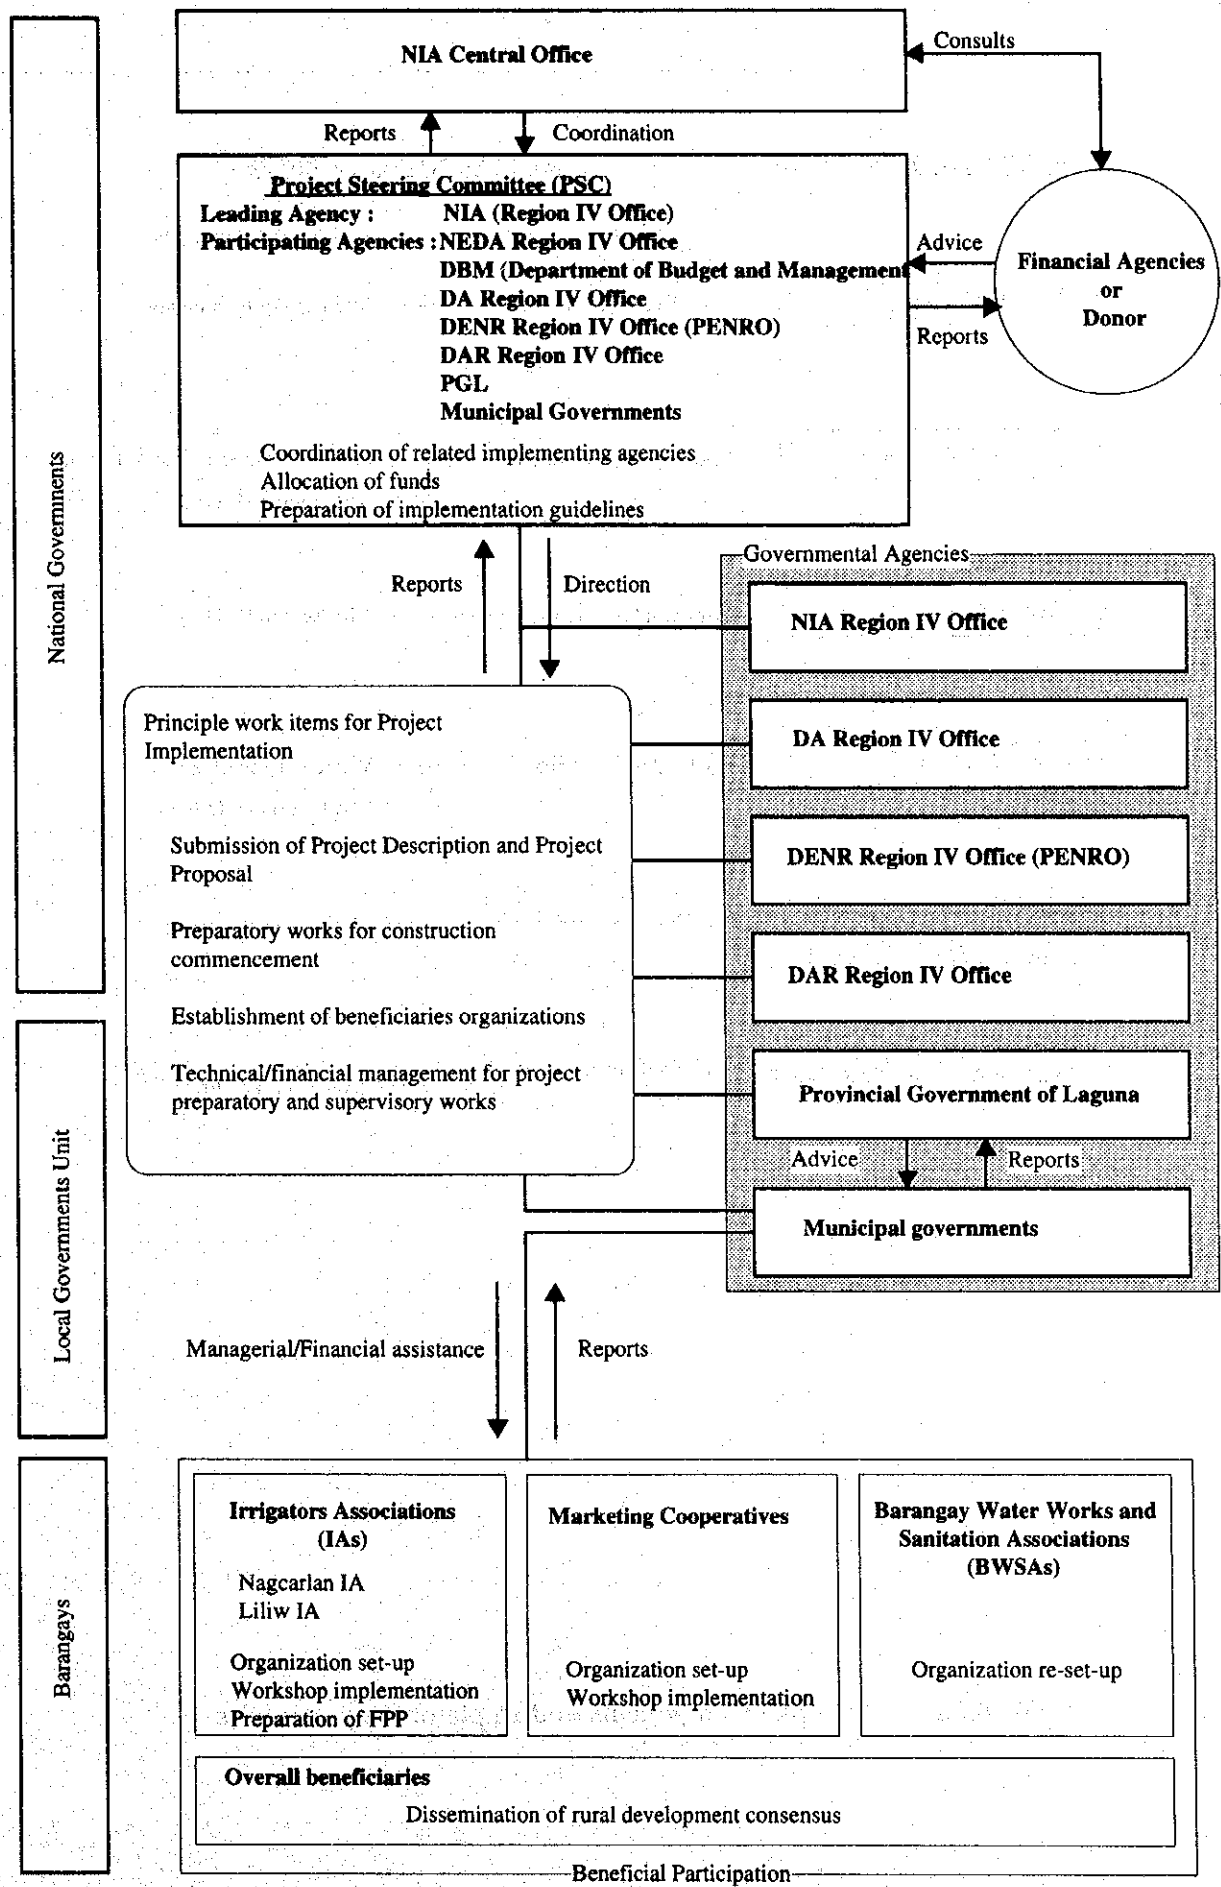 NIA Central Office
Consults
Reports
Coordination
Project Steering Committee (PSC)
Leading Agency : NIA (Region IV Office)
Participating Agencies : NEDA Region IV Office
DBM (Department of Budget and Management
DA Region IV Office
DENR Region IV Office (PENRO)
DAR Region IV Office
PGL
Municipal Governments
Coordination of related implementing agencies
Allocation of funds
Preparation of implementation guidelines
Advice
Reports
Financial Agencies
or
Donor
National Governments
Reports
Direction
Governmental Agencies
NIA Region IV Office
DA Region IV Office
DENR Region IV Office (PENRO)
DAR Region IV Office
Provincial Government of Laguna
Advice
Reports
Municipal governments
Principle work items for Project
Implementation
Submission of Project Description and Project
Proposal
Preparatory works for construction
commencement
Establishment of beneficiaries organizations
Technical/financial management for project
preparatory and supervisory works
Local Governments Unit
Managerial/Financial assistance
Reports
Barangays
Irrigators Associations
(IAs)
Nagcarlan IA
Liliw IA
Organization set-up
Workshop implementation
Preparation of FPP
Marketing Cooperatives
Organization set-up
Workshop implementation
Barangay Water Works and
Sanitation Associations
(BWSAs)
Organization re-set-up
Overall beneficiaries
Dissemination of rural development consensus
Beneficial Participation